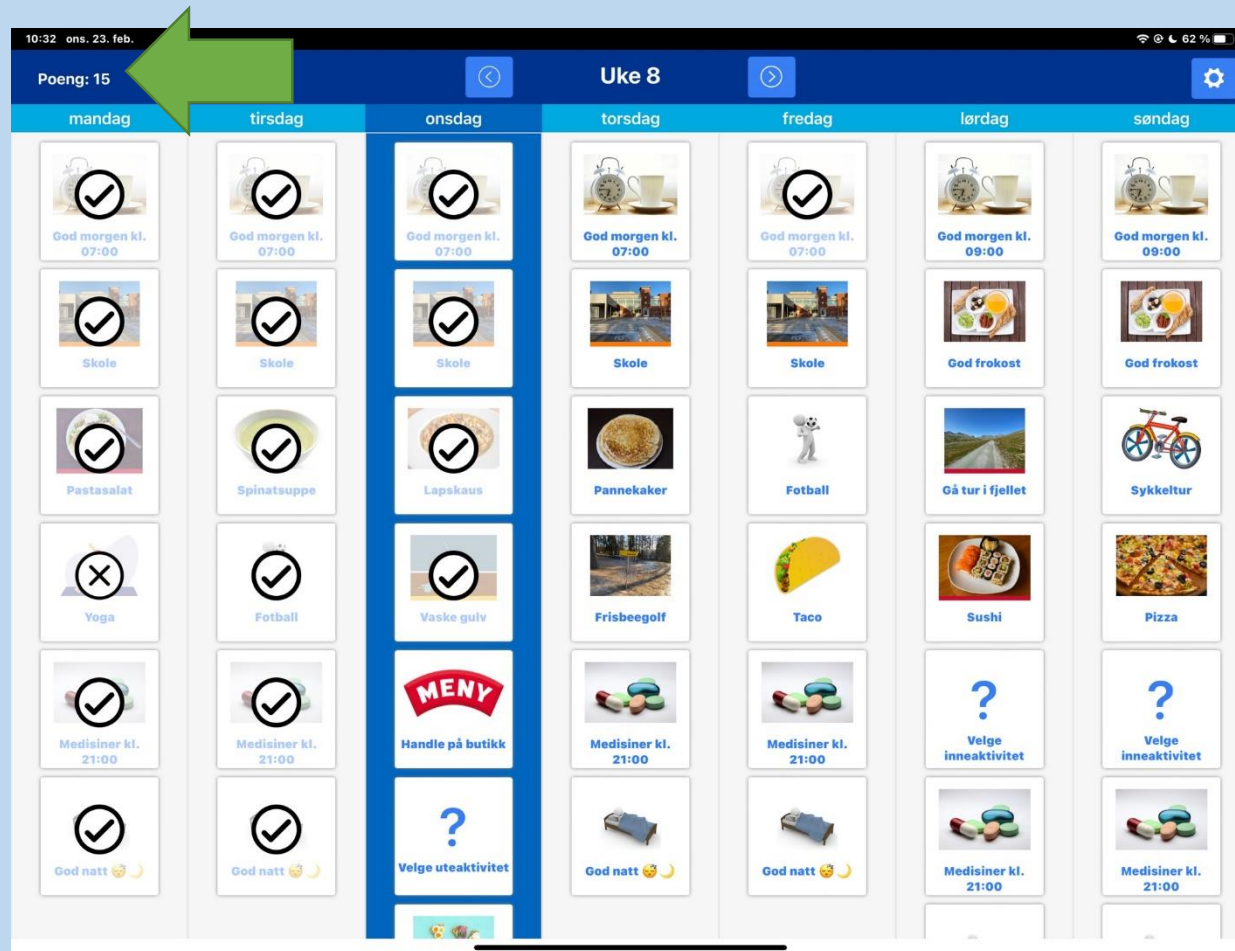 10:32 ons. 23. feb.
62 %
Poeng: 15
Uke 8
mandag
tirsdag
onsdag
torsdag
fredag
lørdag
søndag
God morgen kl.
07:00
God morgen kl.
07:00
God morgen kl.
07:00
God morgen kl.
07:00
God morgen kl.
07:00
God morgen kl.
09:00
God morgen kl.
09:00
Skole
Skole
Skole
Skole
Skole
God frokost
God frokost
Pastasalat
Spinatsuppe
Lapskaus
Pannekaker
Fotball
Gå tur i fjellet
Sykkeltur
Yoga
Fotball
Vaske gulv
Frisbeegolf
Taco
Sushi
Pizza
Medisiner kl.
21:00
Medisiner kl.
21:00
MENY
Handle på butikk
Medisiner kl.
21:00
Medisiner kl.
21:00
?
Velge
inneaktivitet
?
Velge
inneaktivitet
God natt 😴🌙
God natt 😴🌙
?
Velge uteaktivitet
God natt 😴🌙
God natt 😴🌙
Medisiner kl.
21:00
Medisiner kl.
21:00